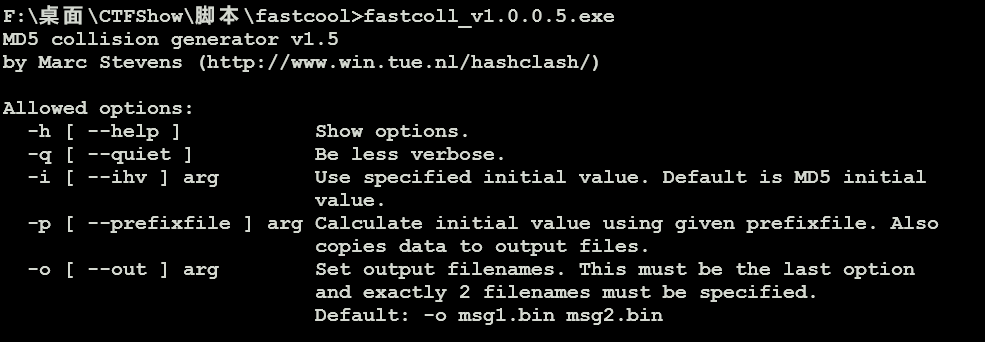 F:\桌面\CTFShow\脚本\fastcool>fastcoll_v1.0.0.5.exe
MD5 collision generator v1.5
by Marc Stevens (http://www.win.tue.nl/hashclash/)
Allowed options:
-h [ --help ] Show options.
-q [ --quiet ] Be less verbose.
-i [ --ihv ] arg Use specified initial value. Default is MD5 initial
value.
-p [ --prefixfile ] arg Calculate initial value using given prefixfile. Also
copies data to output files.
-o [ --out ] arg Set output filenames. This must be the last option
and exactly 2 filenames must be specified.
Default: -o msg1.bin msg2.bin